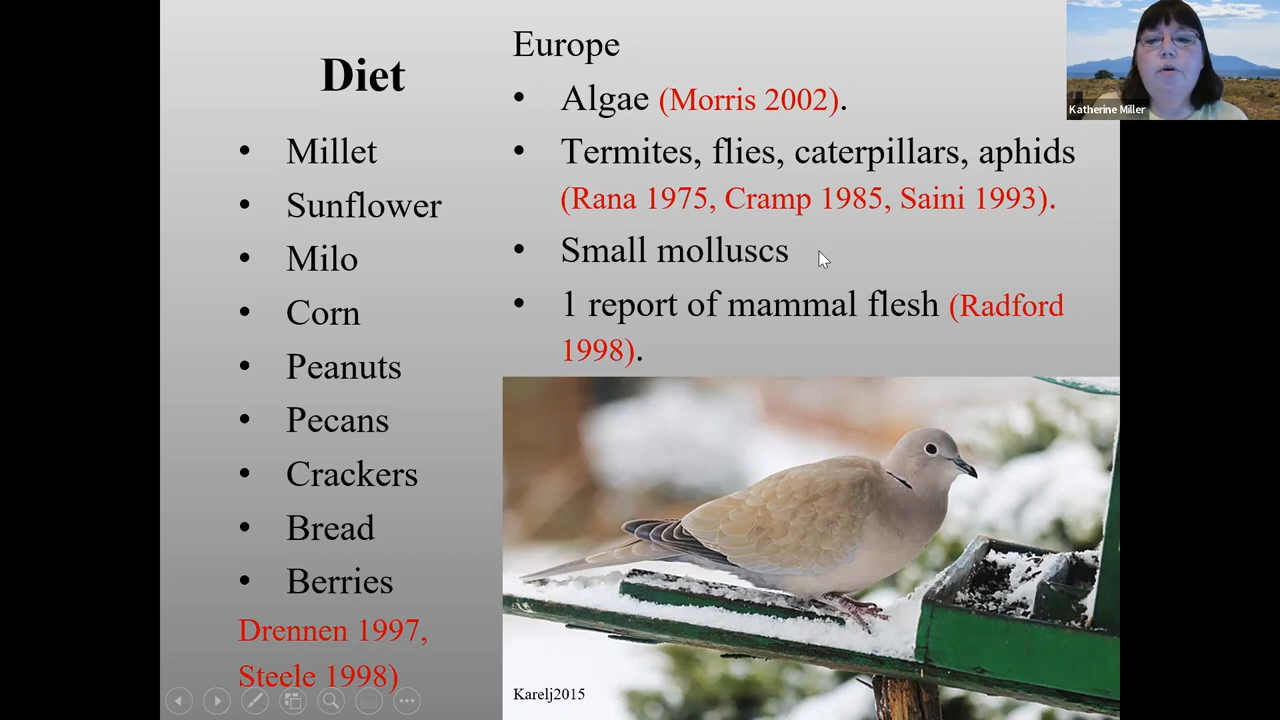 Diet
• Millet
• Sunflower
• Milo
• Corn
• Peanuts
• Pecans
• Crackers
• Bread
• Berries
Drennen 1997,
Steele 1998)
Europe
• Algae (Morris 2002).
• Termites, flies, caterpillars, aphids
(Rana 1975, Cramp 1985, Saini 1993).
• Small molluscs
• 1 report of mammal flesh (Radford
1998).
Karelj2015
Katherine Miller